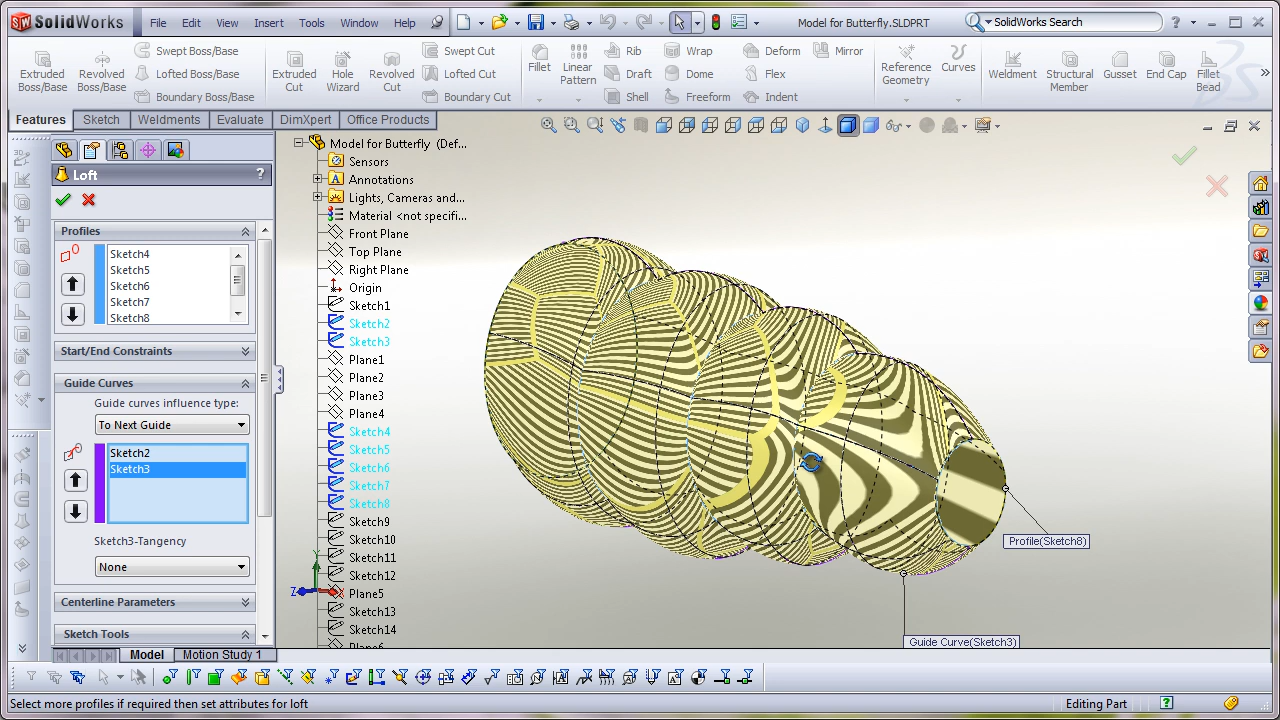 SolidWorks
File Edit View Insert Tools Window Help
Model for Butterfly.SLDPRT
SolidWorks Search
Extruded Boss/Base
Revolved Boss/Base
Swept Boss/Base
Lofted Boss/Base
Boundary Boss/Base
Extruded Cut
Hole Wizard
Revolved Cut
Swept Cut
Lofted Cut
Boundary Cut
Fillet
Linear Pattern
Rib
Draft
Shell
Wrap
Dome
Freeform
Deform
Flex
Indent
Mirror
Reference Geometry
Curves
Weldment
Structural Member
Gusset
End Cap
Fillet Bead
Features Sketch Weldments Evaluate DimXpert Office Products
Loft
?
Profiles
Sketch4
Sketch5
Sketch6
Sketch7
Sketch8
Start/End Constraints
Guide Curves
Guide curves influence type:
To Next Guide
Sketch2
Sketch3
Sketch3-Tangency
None
Centerline Parameters
Sketch Tools
Model for Butterfly (Def...
Sensors
Annotations
Lights, Cameras and...
Material <not specifi...
Front Plane
Top Plane
Right Plane
Origin
Sketch1
Sketch2
Sketch3
Plane1
Plane2
Plane3
Plane4
Sketch4
Sketch5
Sketch6
Sketch7
Sketch8
Sketch9
Sketch10
Sketch11
Sketch12
Plane5
Sketch13
Sketch14
Plane6
Y
Z
X
Profile(Sketch8)
Guide Curve(Sketch3)
Model Motion Study 1
Select more profiles if required then set attributes for loft
Editing Part